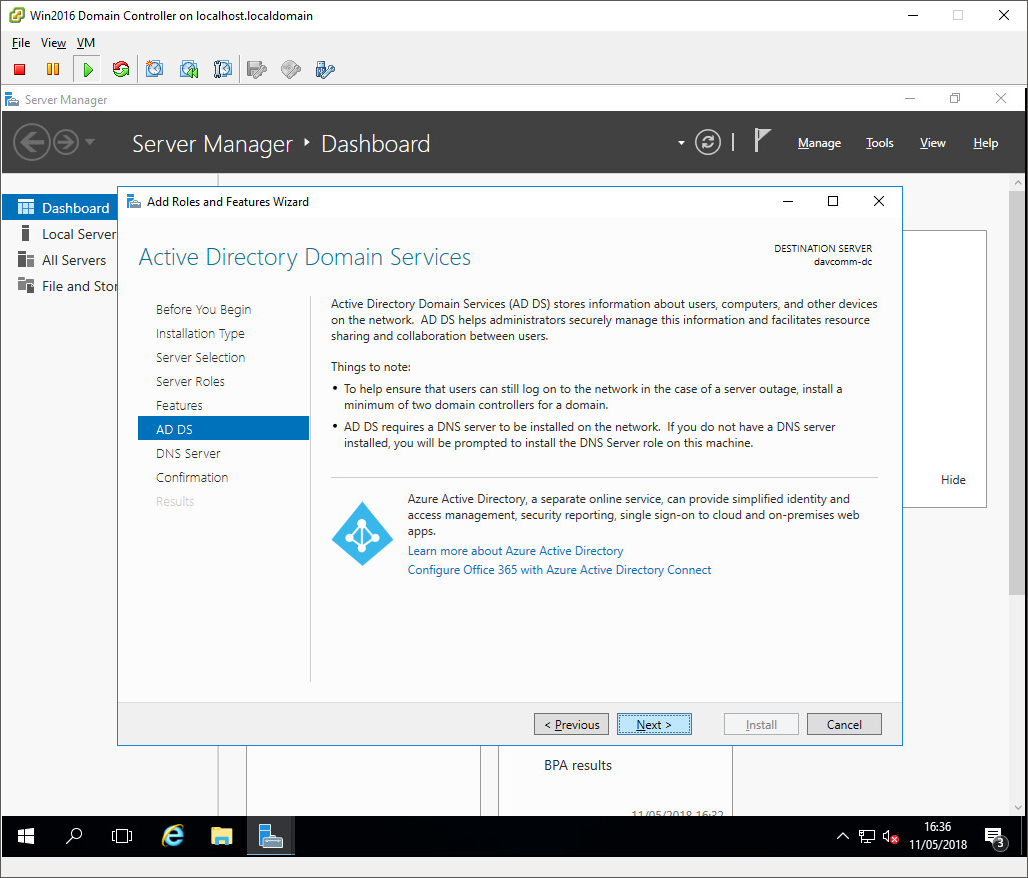 Win2016 Domain Controller on localhost.localdomain
File View VM
Server Manager
Server Manager ‣ Dashboard
Manage Tools View Help
Dashboard
Local Server
All Servers
File and Stor
Add Roles and Features Wizard
Active Directory Domain Services
DESTINATION SERVER
davcomm-dc
Before You Begin
Installation Type
Server Selection
Server Roles
Features
AD DS
DNS Server
Confirmation
Results
Active Directory Domain Services (AD DS) stores information about users, computers, and other devices
on the network. AD DS helps administrators securely manage this information and facilitates resource
sharing and collaboration between users.
Things to note:
• To help ensure that users can still log on to the network in the case of a server outage, install a
minimum of two domain controllers for a domain.
• AD DS requires a DNS server to be installed on the network. If you do not have a DNS server
installed, you will be prompted to install the DNS Server role on this machine.
Azure Active Directory, a separate online service, can provide simplified identity and
access management, security reporting, single sign-on to cloud and on-premises web
apps.
Learn more about Azure Active Directory
Configure Office 365 with Azure Active Directory Connect
Hide
< Previous Next > Install Cancel
BPA results
11/05/2018 16:32
16:36
11/05/2018
3